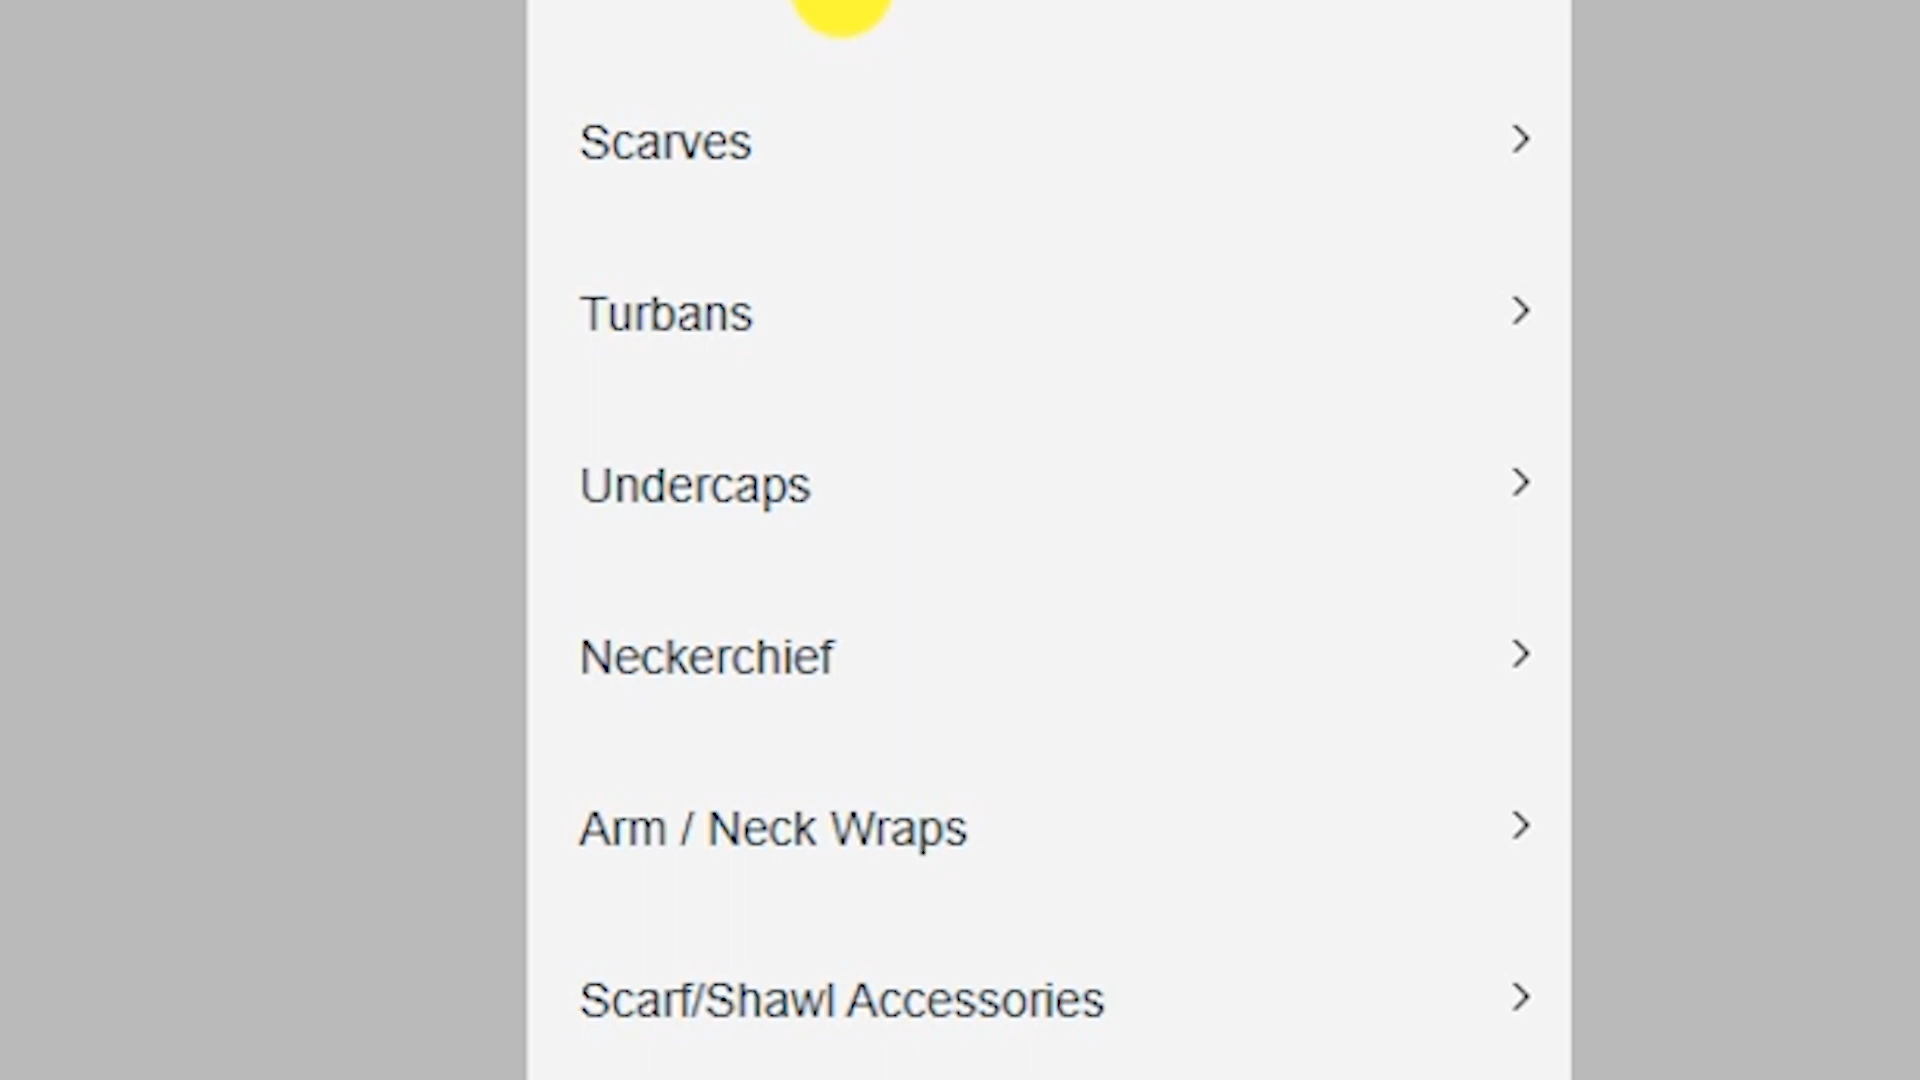 Scarves
Turbans
Undercaps
Neckerchief
Arm / Neck Wraps
Scarf/Shawl Accessories